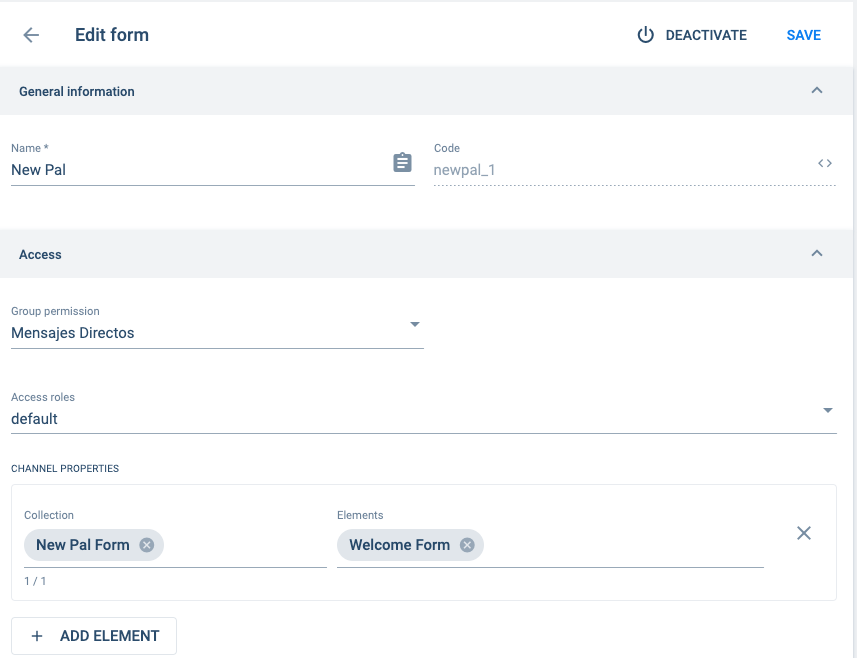 Edit form
DEACTIVATE
SAVE
General information
Name *
New Pal
Code
newpal_1
Access
Group permission
Mensajes Directos
Access roles
default
CHANNEL PROPERTIES
Collection
New Pal Form
1 / 1
Elements
Welcome Form
ADD ELEMENT